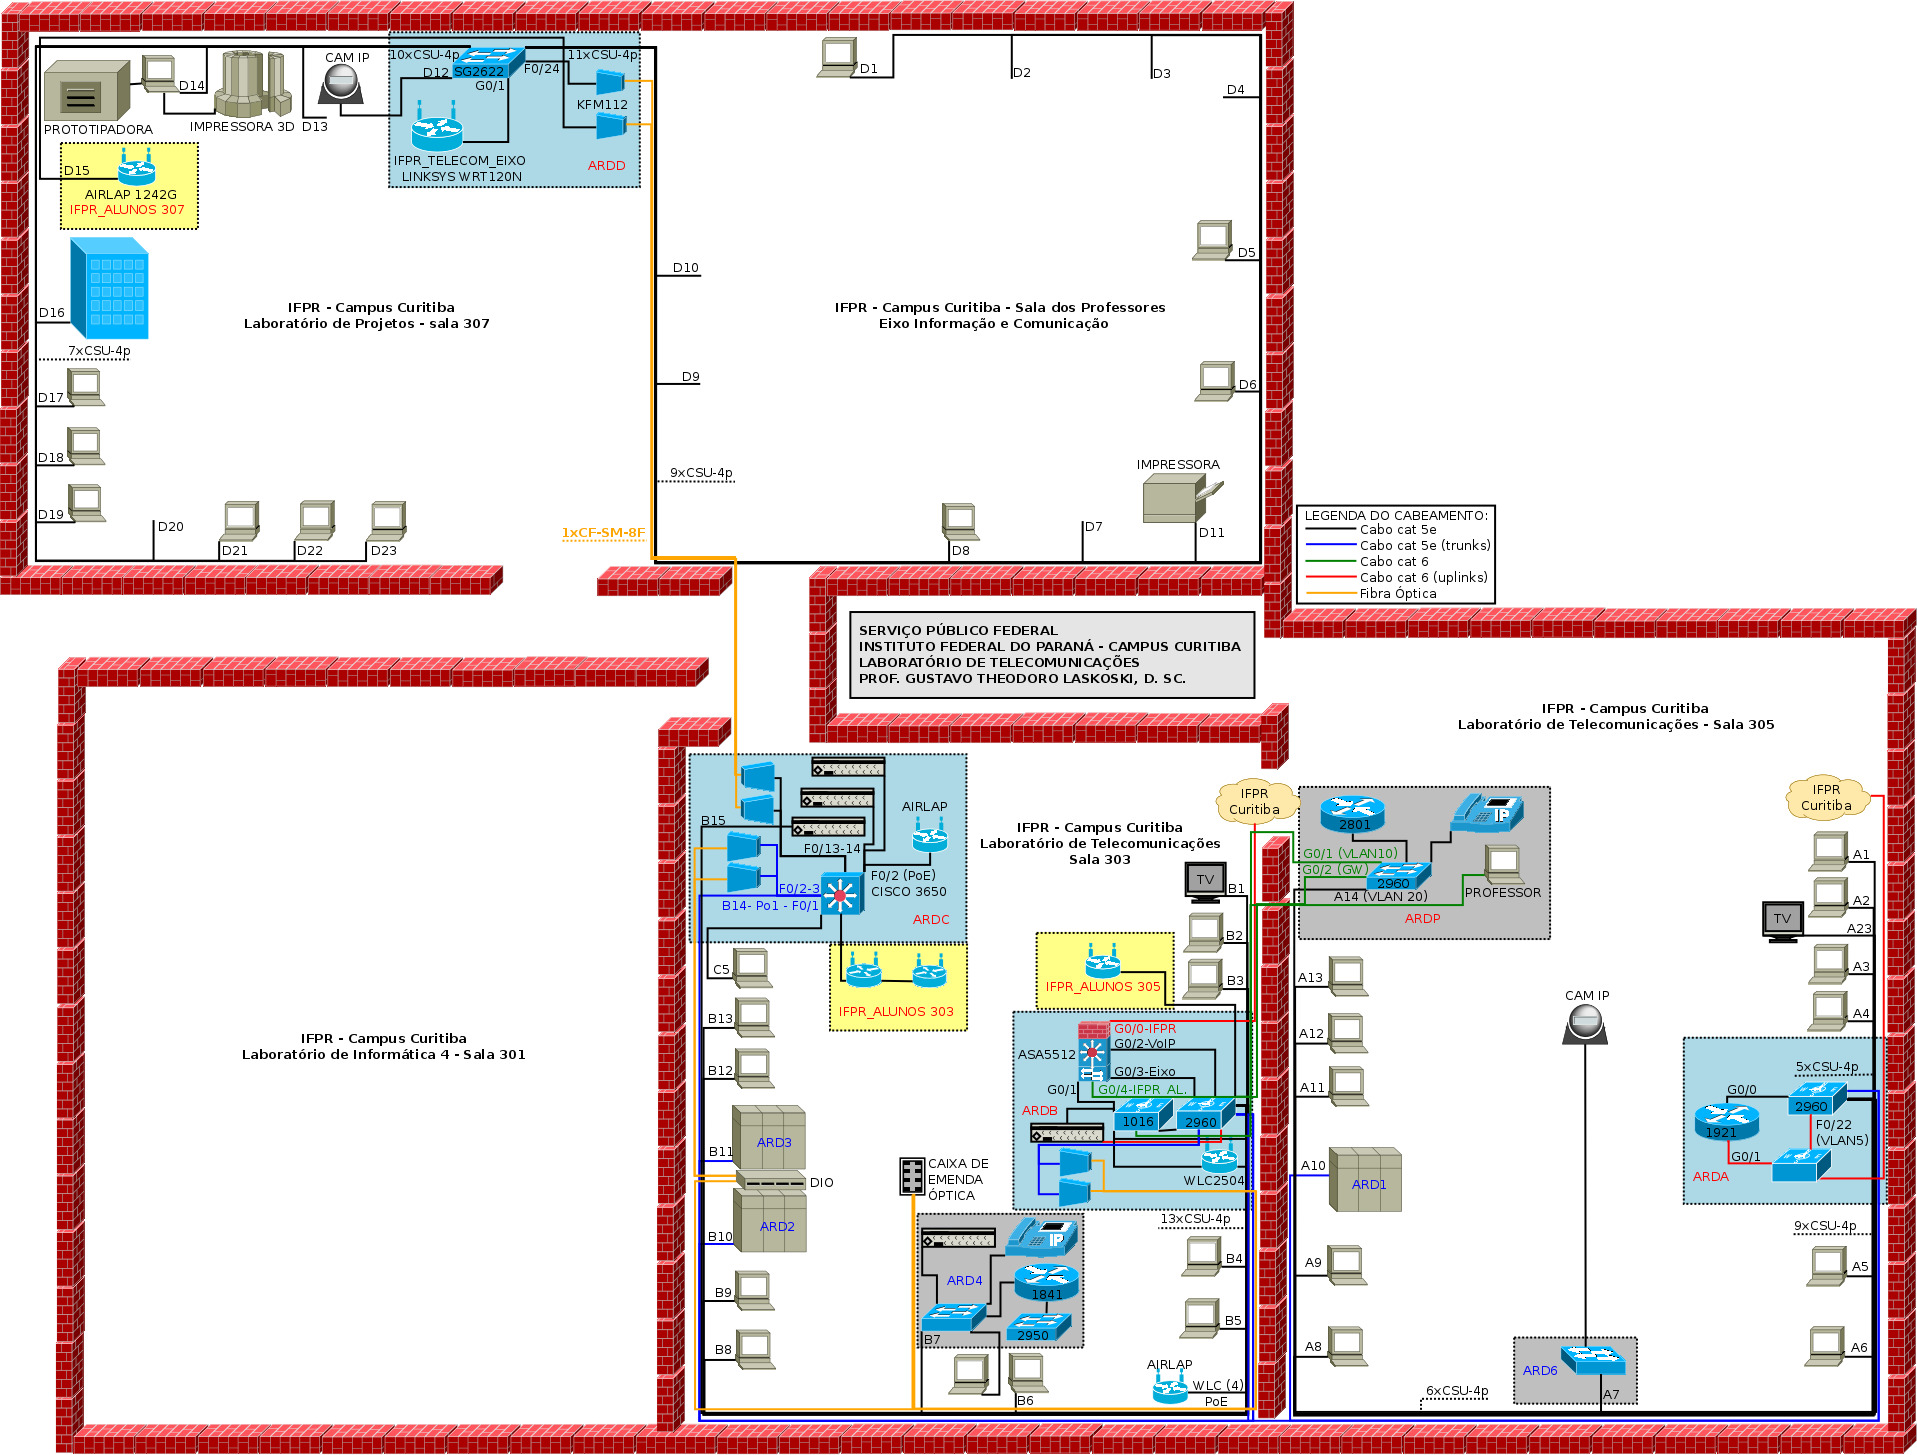 CAM IP
10xCSU-4p
11xCSU-4p
D12
SG2622
F0/24
G0/1
D14
PROTOTIPADORA
IMPRESSORA 3D
D13
KFM112
IFPR_TELECOM_EIXO
LINKSYS WRT120N
ARDD
D15
AIRLAP 1242G
IFPR_ALUNOS 307
D16
7xCSU-4p
D17
D18
D19
D20
D21
D22
D23
IFPR - Campus Curitiba
Laboratório de Projetos - sala 307
1xCF-SM-8F
D1
D2
D3
D4
D5
D6
D10
D9
9xCSU-4p
IFPR - Campus Curitiba - Sala dos Professores
Eixo Informação e Comunicação
IMPRESSORA
D8
D7
D11
LEGENDA DO CABEAMENTO:
Cabo cat 5e
Cabo cat 5e (trunks)
Cabo cat 6
Cabo cat 6 (uplinks)
Fibra Óptica
SERVIÇO PÚBLICO FEDERAL
INSTITUTO FEDERAL DO PARANÁ - CAMPUS CURITIBA
LABORATÓRIO DE TELECOMUNICAÇÕES
PROF. GUSTAVO THEODORO LASKOSKI, D. SC.
IFPR - Campus Curitiba
Laboratório de Informática 4 - Sala 301
B15
AIRLAP
F0/13-14
F0/2 (PoE)
CISCO 3650
F0/2-3
B14- Po1 - F0/1
ARDC
C5
IFPR_ALUNOS 303
B13
B12
ARD3
B11
DIO
ARD2
B10
B9
B8
IFPR - Campus Curitiba
Laboratório de Telecomunicações
Sala 303
IFPR
Curitiba
TV
B1
B2
B3
IFPR_ALUNOS 305
G0/0-IFPR
G0/2-VoIP
ASA5512
G0/3-Eixo
G0/1
G0/4-IFPR_AL.
ARDB
1016
2960
WLC2504
13xCSU-4p
CAIXA DE
EMENDA
ÓPTICA
ARD4
IP
1841
2950
B7
B6
B4
B5
AIRLAP
WLC (4)
PoE
IFPR - Campus Curitiba
Laboratório de Telecomunicações - Sala 305
2801
IP
G0/1 (VLAN10)
G0/2 (GW)
2960
A14 (VLAN 20)
PROFESSOR
ARDP
IFPR
Curitiba
A1
A2
TV
A23
A3
A4
A13
A12
A11
CAM IP
5xCSU-4p
G0/0
2960
1921
F0/22
(VLAN5)
G0/1
ARDA
A10
ARD1
9xCSU-4p
A9
A5
A8
A6
ARD6
A7
6xCSU-4p